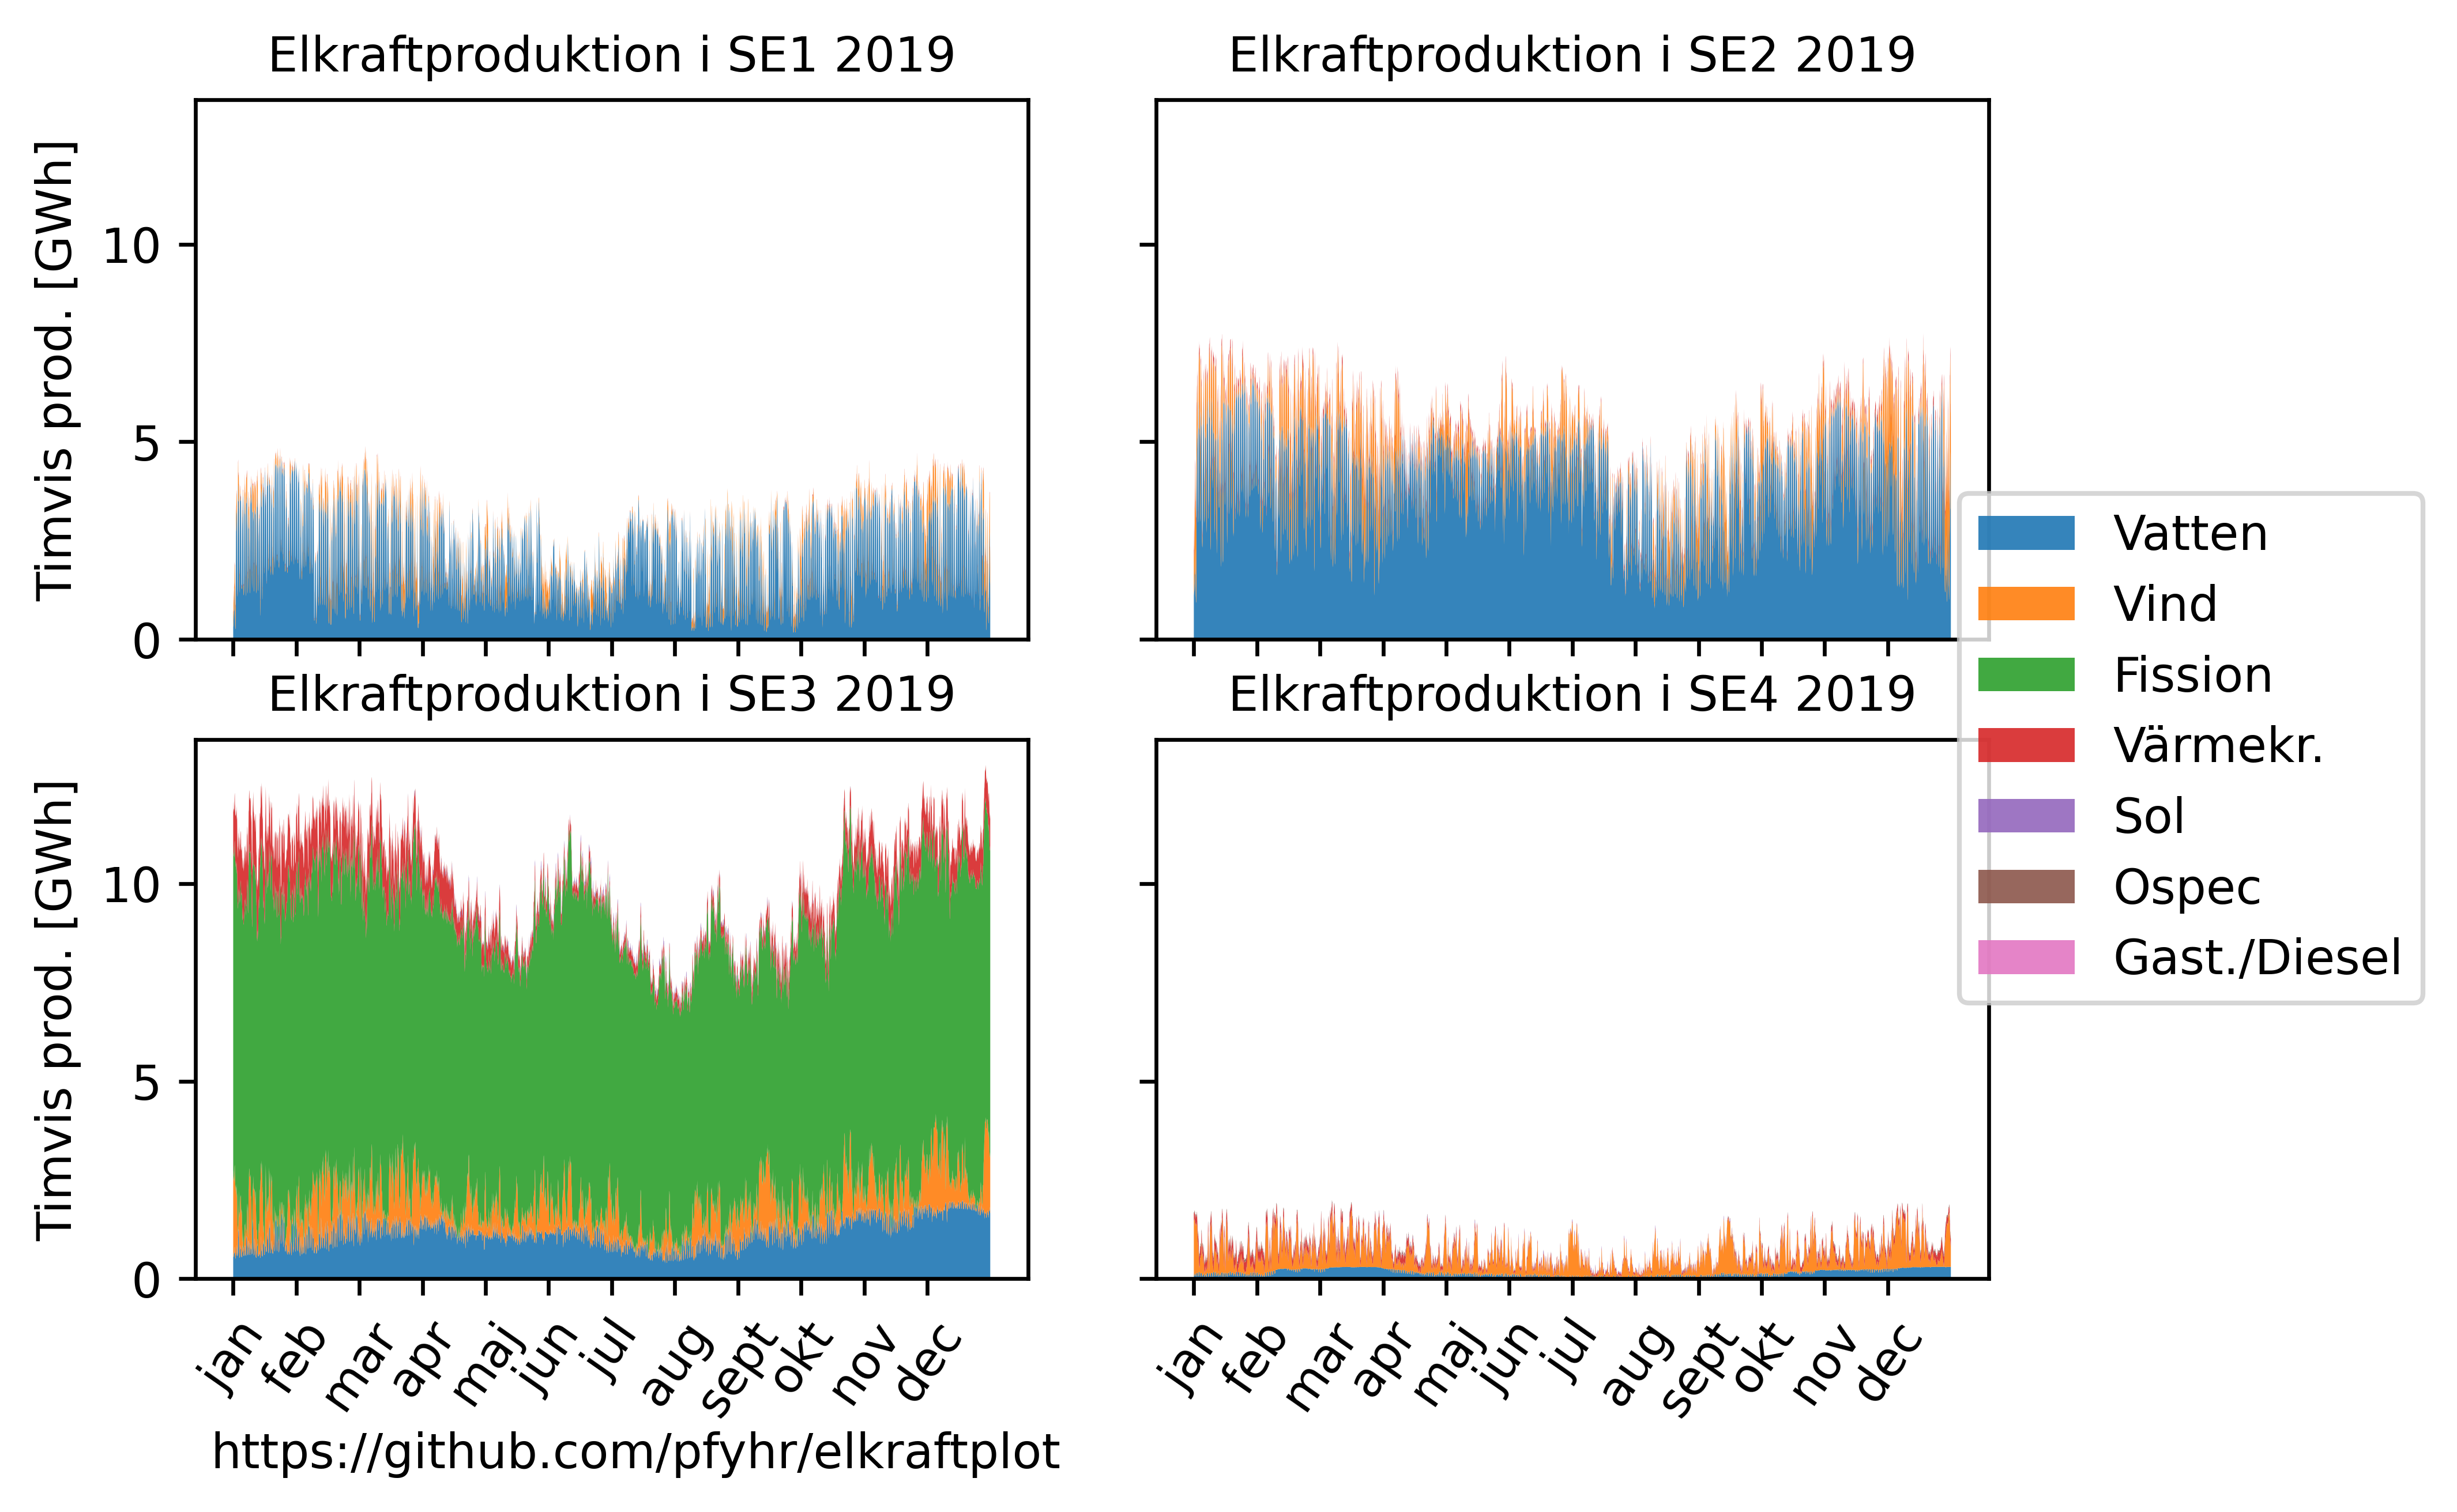 Elkraftproduktion i SE1 2019
Timvis prod. [GWh]
10
5
0
Elkraftproduktion i SE2 2019
Elkraftproduktion i SE3 2019
Timvis prod. [GWh]
10
5
0
jan
feb
mar
apr
maj
jun
jul
aug
sept
okt
nov
dec
Elkraftproduktion i SE4 2019
jan
feb
mar
apr
maj
jun
jul
aug
sept
okt
nov
dec
Vatten
Vind
Fission
Värmekr.
Sol
Ospec
Gast./Diesel
https://github.com/pfyhr/elkraftplot